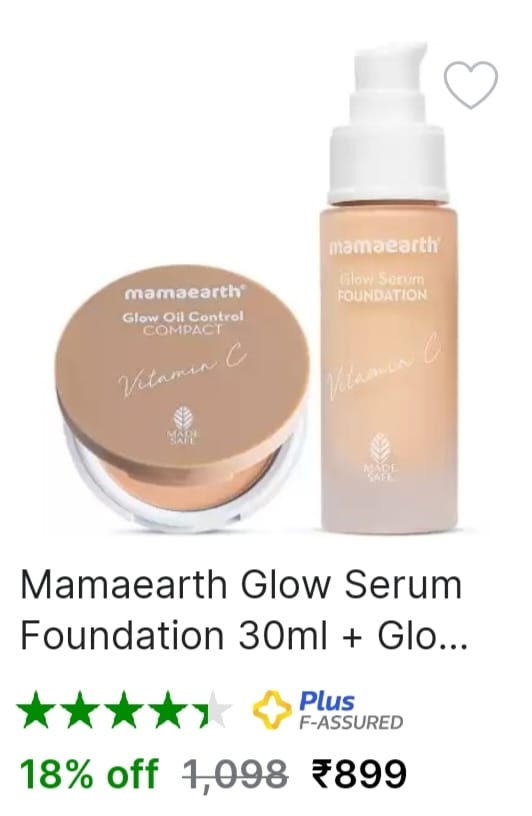 mamaearth®
Glow Oil Control
COMPACT
Vitamin C
MADE
SAFE
mamaearth®
Glow Serum
FOUNDATION
Vitamin C
MADE
SAFE
Mamaearth Glow Serum
Foundation 30ml + Glo...
Plus
F-ASSURED
18% off 1,098 ₹899